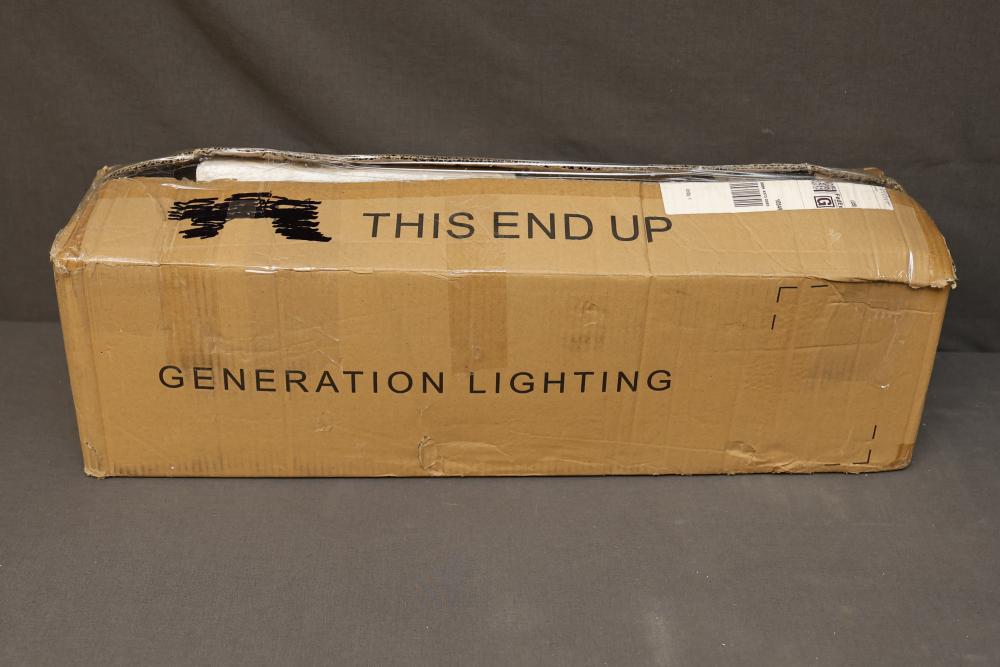 THIS END UP
GENERATION LIGHTING